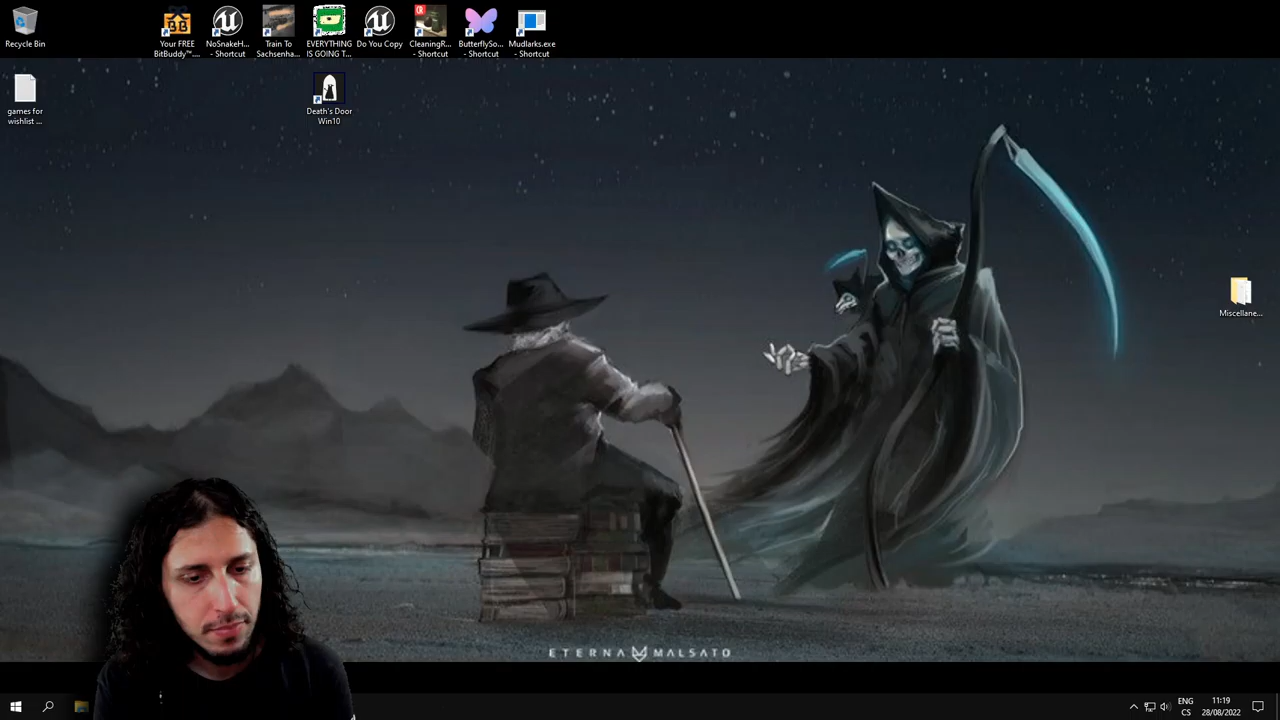 Recycle Bin
Your FREE
BitBuddy™....
NoSnakeH...
- Shortcut
Train To
Sachsenha...
EVERYTHING
IS GOING T...
Do You Copy
CleaningR...
- Shortcut
ButterflySo...
- Shortcut
Mudlarks.exe
- Shortcut
games for
wishlist ...
Death's Door
Win10
Miscellane...
ETERNA MALSATO
ENG
CS
11:19
28/08/2022